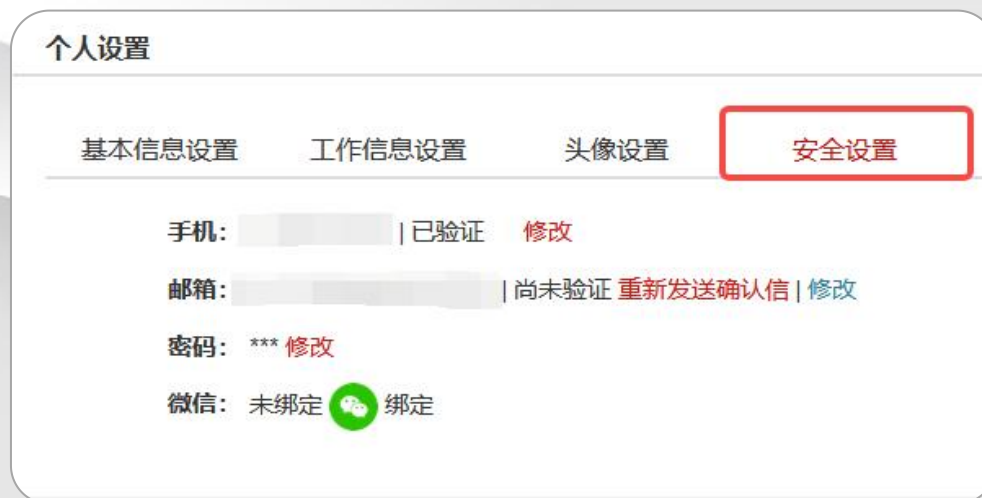 个人设置
基本信息设置 工作信息设置 头像设置 安全设置
手机： | 已验证 修改
邮箱： | 尚未验证 重新发送确认信 | 修改
密码： *** 修改
微信： 未绑定 绑定